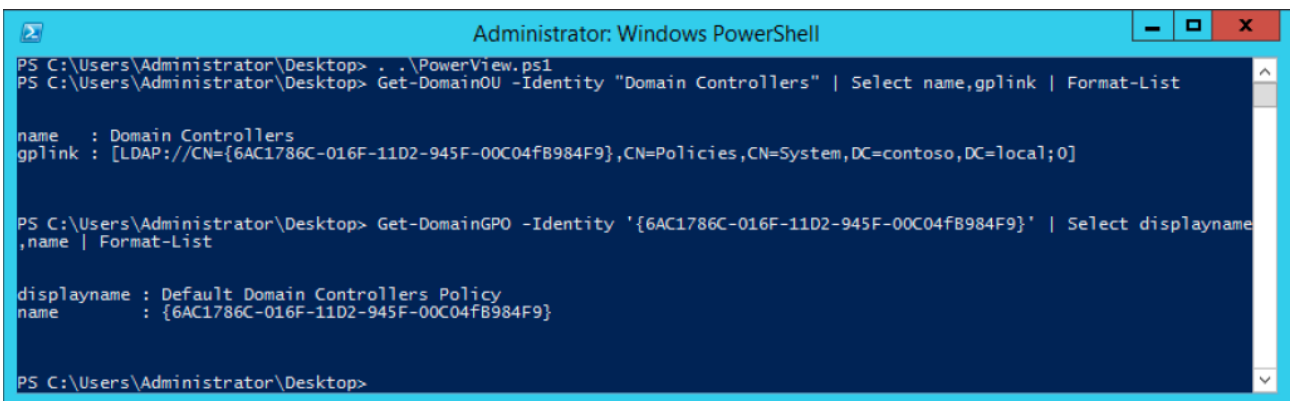 Administrator: Windows PowerShell
PS C:\Users\Administrator\Desktop> . .\PowerView.ps1
PS C:\Users\Administrator\Desktop> Get-DomainOU -Identity "Domain Controllers" | Select name,gplink | Format-List
name   : Domain Controllers
gplink : [LDAP://CN={6AC1786C-016F-11D2-945F-00C04fB984F9},CN=Policies,CN=System,DC=contoso,DC=local;0]
PS C:\Users\Administrator\Desktop> Get-DomainGPO -Identity '{6AC1786C-016F-11D2-945F-00C04fB984F9}' | Select displayname
,name | Format-List
displayname : Default Domain Controllers Policy
name        : {6AC1786C-016F-11D2-945F-00C04fB984F9}
PS C:\Users\Administrator\Desktop>